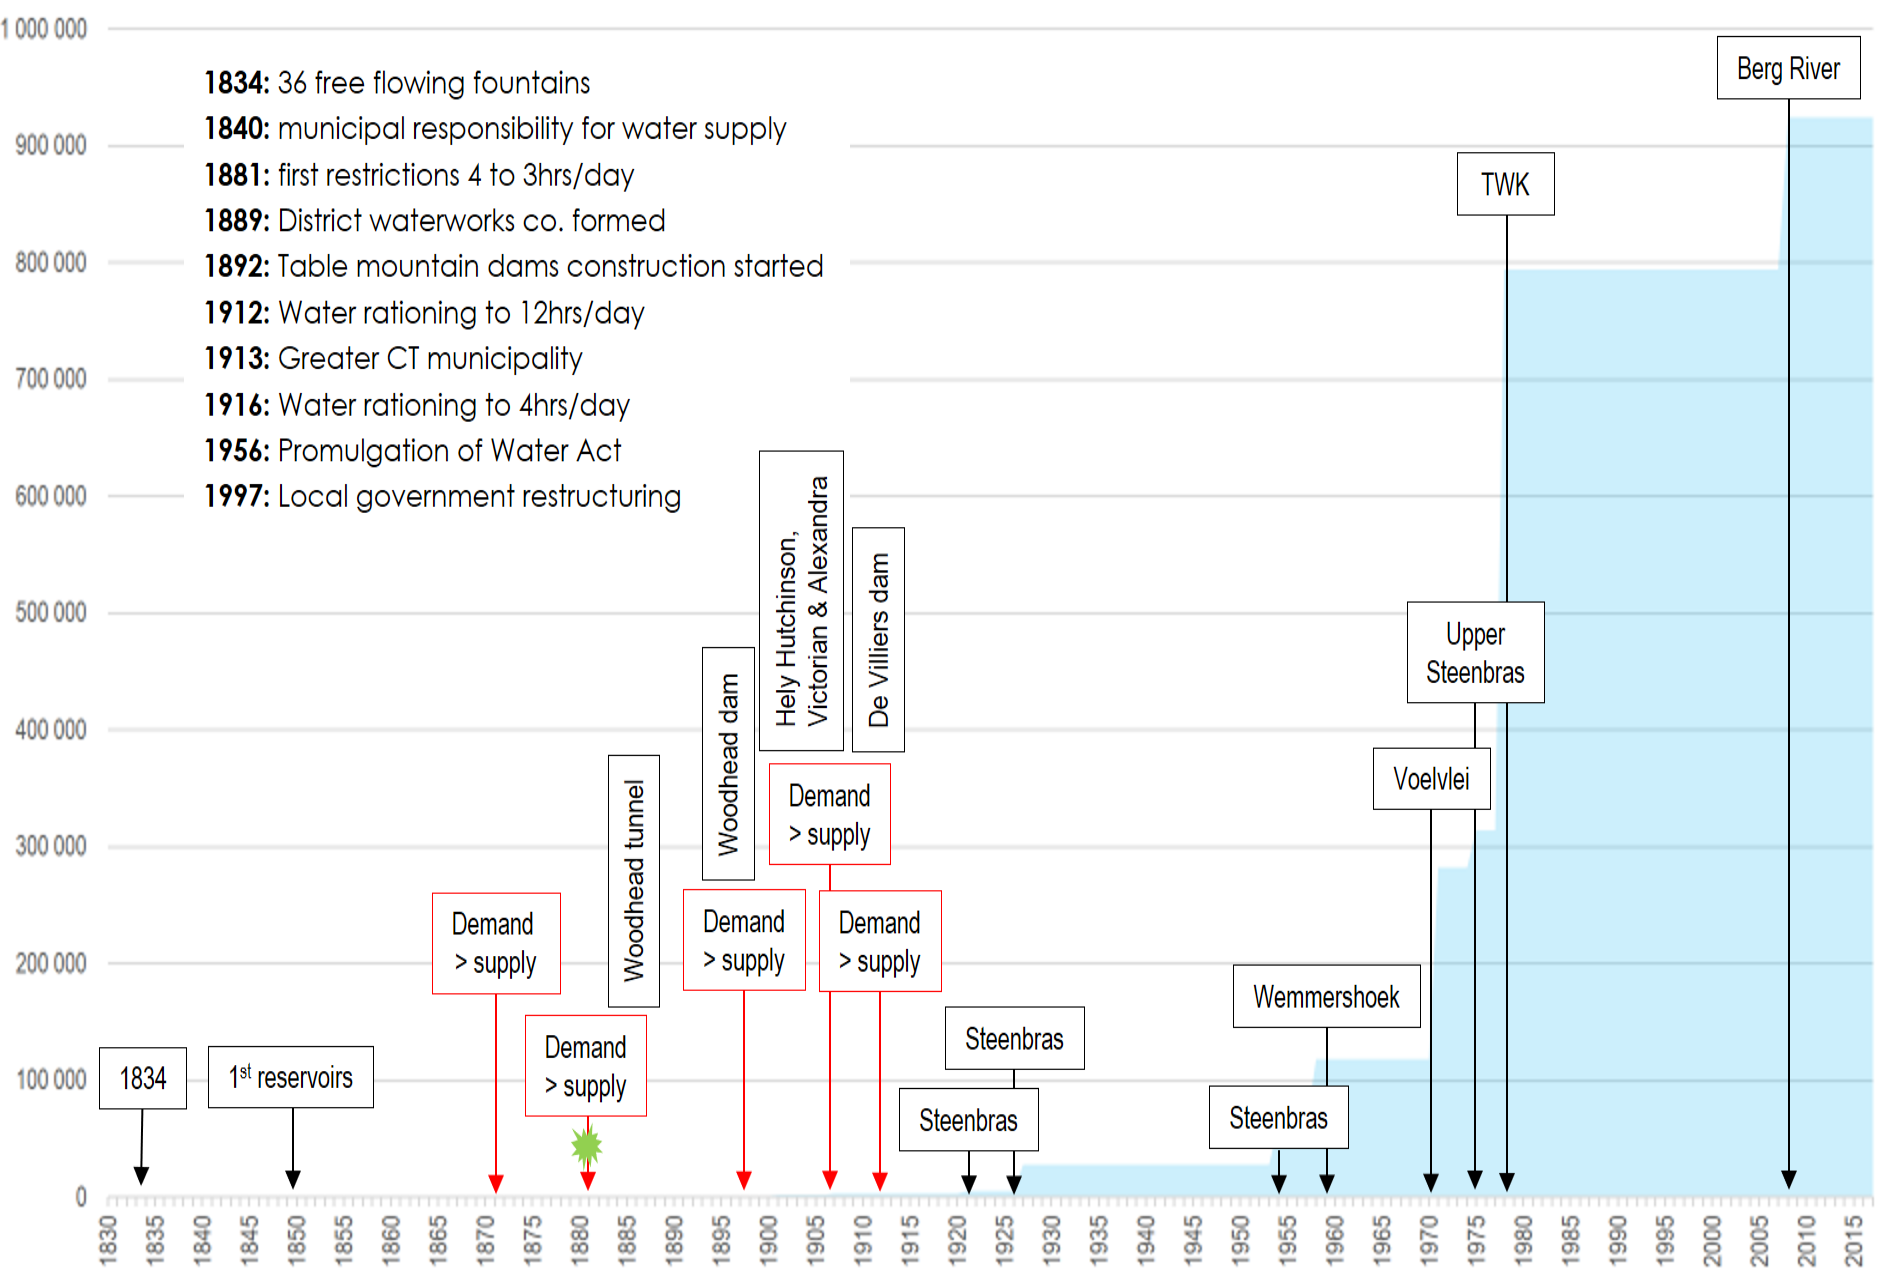 1 000 000
900 000
800 000
700 000
600 000
500 000
400 000
300 000
200 000
100 000
0
1834: 36 free flowing fountains
1840: municipal responsibility for water supply
1881: first restrictions 4 to 3hrs/day
1889: District waterworks co. formed
1892: Table mountain dams construction started
1912: Water rationing to 12hrs/day
1913: Greater CT municipality
1916: Water rationing to 4hrs/day
1956: Promulgation of Water Act
1997: Local government restructuring
1834
1st reservoirs
Demand
> supply
Demand
> supply
Woodhead tunnel
Woodhead dam
Demand
> supply
Hely Hutchinson,
Victorian & Alexandra
Demand
> supply
De Villiers dam
Demand
> supply
Steenbras
Steenbras
Steenbras
Wemmershoek
Voelvlei
Upper
Steenbras
TWK
Berg River
1830 1835 1840 1845 1850 1855 1860 1865 1870 1875 1880 1885 1890 1895 1900 1905 1910 1915 1920 1925 1930 1935 1940 1945 1950 1955 1960 1965 1970 1975 1980 1985 1990 1995 2000 2005 2010 2015